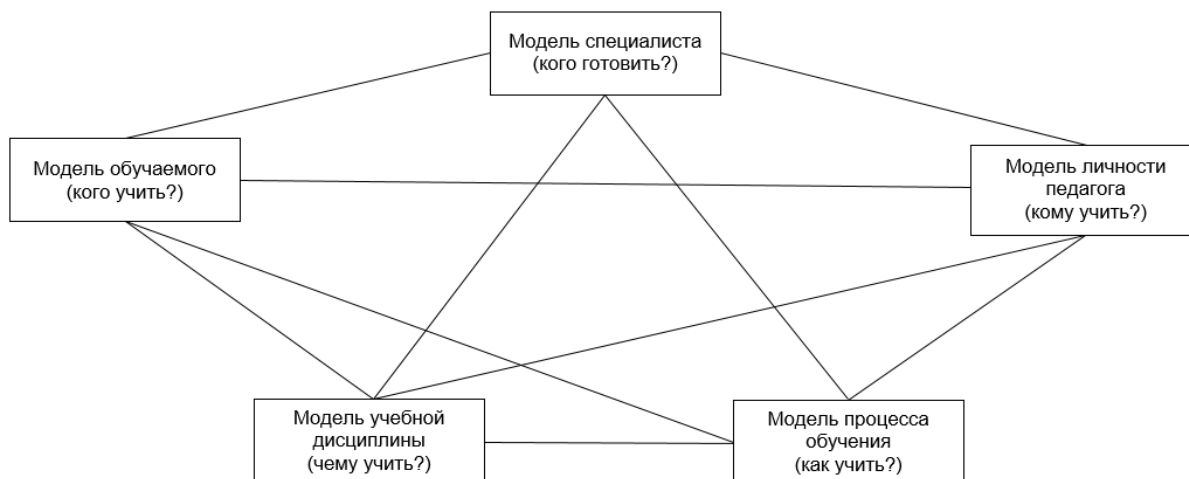 Модель специалиста
(кого готовить?)
Модель обучаемого
(кого учить?)
Модель личности
педагога
(кому учить?)
Модель учебной
дисциплины
(чему учить?)
Модель процесса
обучения
(как учить?)